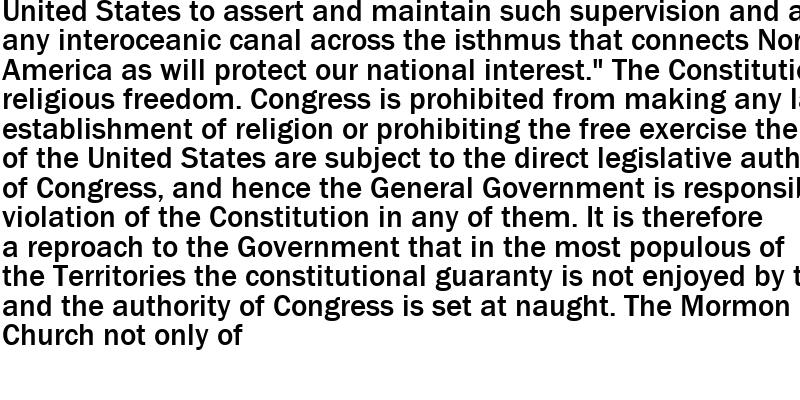 United States to assert and maintain such supervision and a
any interoceanic canal across the isthmus that connects Nor
America as will protect our national interest." The Constituti
religious freedom. Congress is prohibited from making any l
establishment of religion or prohibiting the free exercise the
of the United States are subject to the direct legislative auth
of Congress, and hence the General Government is responsi
violation of the Constitution in any of them. It is therefore
a reproach to the Government that in the most populous of
the Territories the constitutional guaranty is not enjoyed by t
and the authority of Congress is set at naught. The Mormon
Church not only of